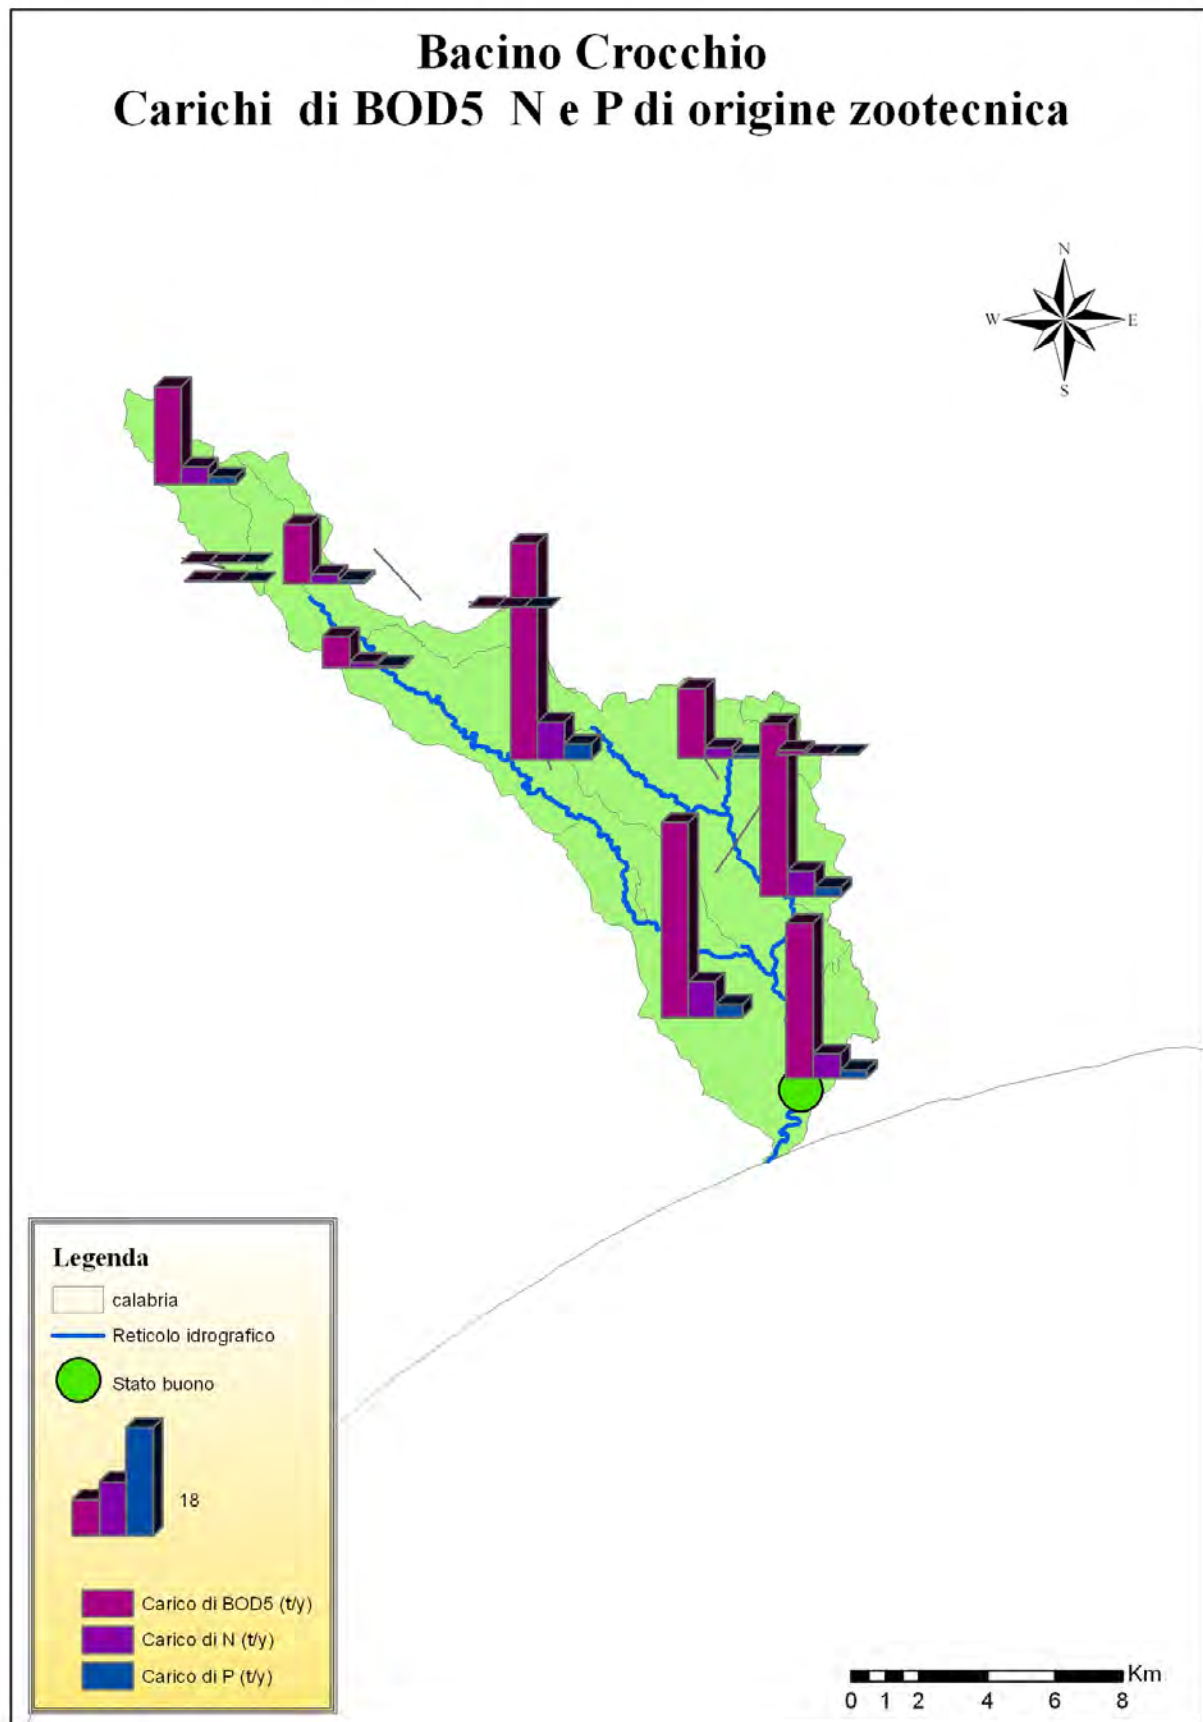 Bacino Crocchio
Carichi di BOD5 N e P di origine zootecnica
N
W E
S
Legenda
calabria
Reticolo idrografico
Stato buono
18
Carico di BOD5 (t/y)
Carico di N (t/y)
Carico di P (t/y)
Km
0 1 2 4 6 8